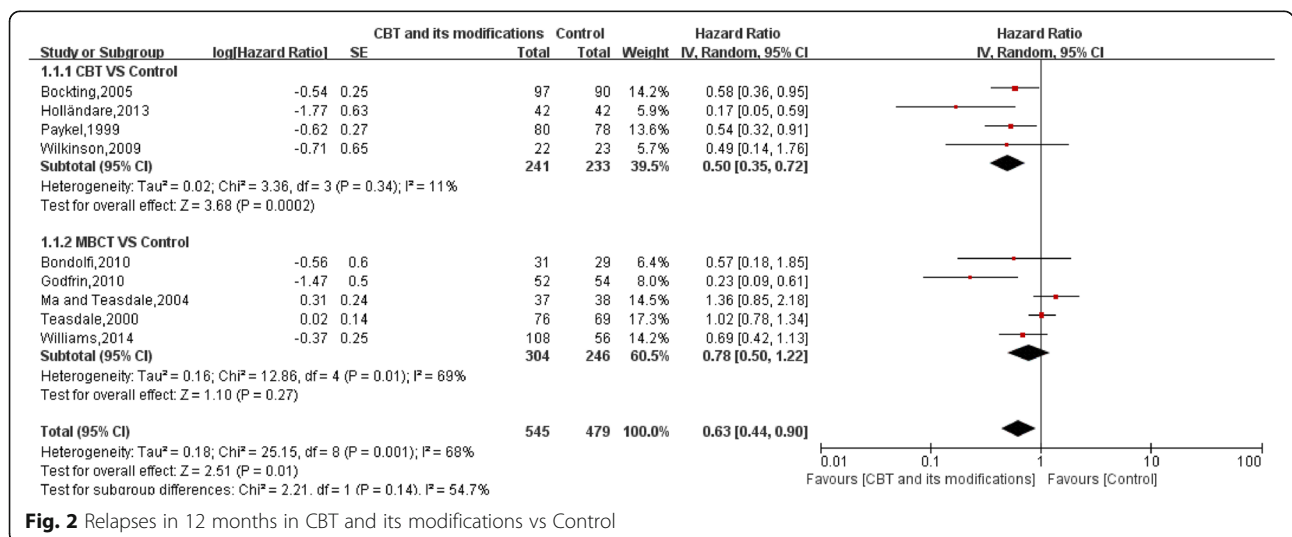 CBT and its modifications Control Hazard Ratio Hazard Ratio
Study or Subgroup log[Hazard Ratio] SE Total Total Weight IV, Random, 95% CI IV, Random, 95% CI
1.1.1 CBT VS Control
Bockting,2005 -0.54 0.25 97 90 14.2% 0.58 [0.36, 0.95]
Holländare,2013 -1.77 0.63 42 42 5.9% 0.17 [0.05, 0.59]
Paykel,1999 -0.62 0.27 80 78 13.6% 0.54 [0.32, 0.91]
Wilkinson,2009 -0.71 0.65 22 23 5.7% 0.49 [0.14, 1.76]
Subtotal (95% CI) 241 233 39.5% 0.50 [0.35, 0.72]
Heterogeneity: Tau² = 0.02; Chi² = 3.36, df = 3 (P = 0.34); I² = 11%
Test for overall effect: Z = 3.68 (P = 0.0002)
1.1.2 MBCT VS Control
Bondolfi,2010 -0.56 0.6 31 29 6.4% 0.57 [0.18, 1.85]
Godfrin,2010 -1.47 0.5 52 54 8.0% 0.23 [0.09, 0.61]
Ma and Teasdale,2004 0.31 0.24 37 38 14.5% 1.36 [0.85, 2.18]
Teasdale,2000 0.02 0.14 76 69 17.3% 1.02 [0.78, 1.34]
Williams,2014 -0.37 0.25 108 56 14.2% 0.69 [0.42, 1.13]
Subtotal (95% CI) 304 246 60.5% 0.78 [0.50, 1.22]
Heterogeneity: Tau² = 0.16; Chi² = 12.86, df = 4 (P = 0.01); I² = 69%
Test for overall effect: Z = 1.10 (P = 0.27)
Total (95% CI) 545 479 100.0% 0.63 [0.44, 0.90]
Heterogeneity: Tau² = 0.18; Chi² = 25.15, df = 8 (P = 0.001); I² = 68%
Test for overall effect: Z = 2.51 (P = 0.01)
Test for subgroup differences: Chi² = 2.21, df = 1 (P = 0.14), I² = 54.7%
0.01 0.1 1 10 100
Favours [CBT and its modifications] Favours [Control]
Fig. 2 Relapses in 12 months in CBT and its modifications vs Control